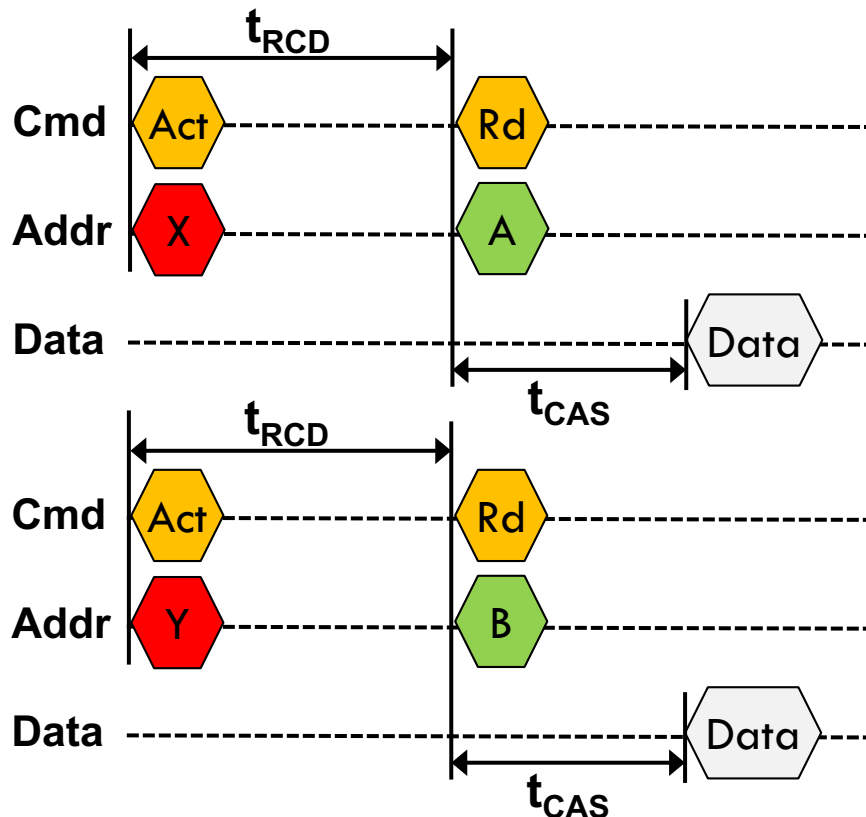 tRCD
Cmd Act Rd
Addr X A
Data Data
tCAS
tRCD
Cmd Act Rd
Addr Y B
Data Data
tCAS